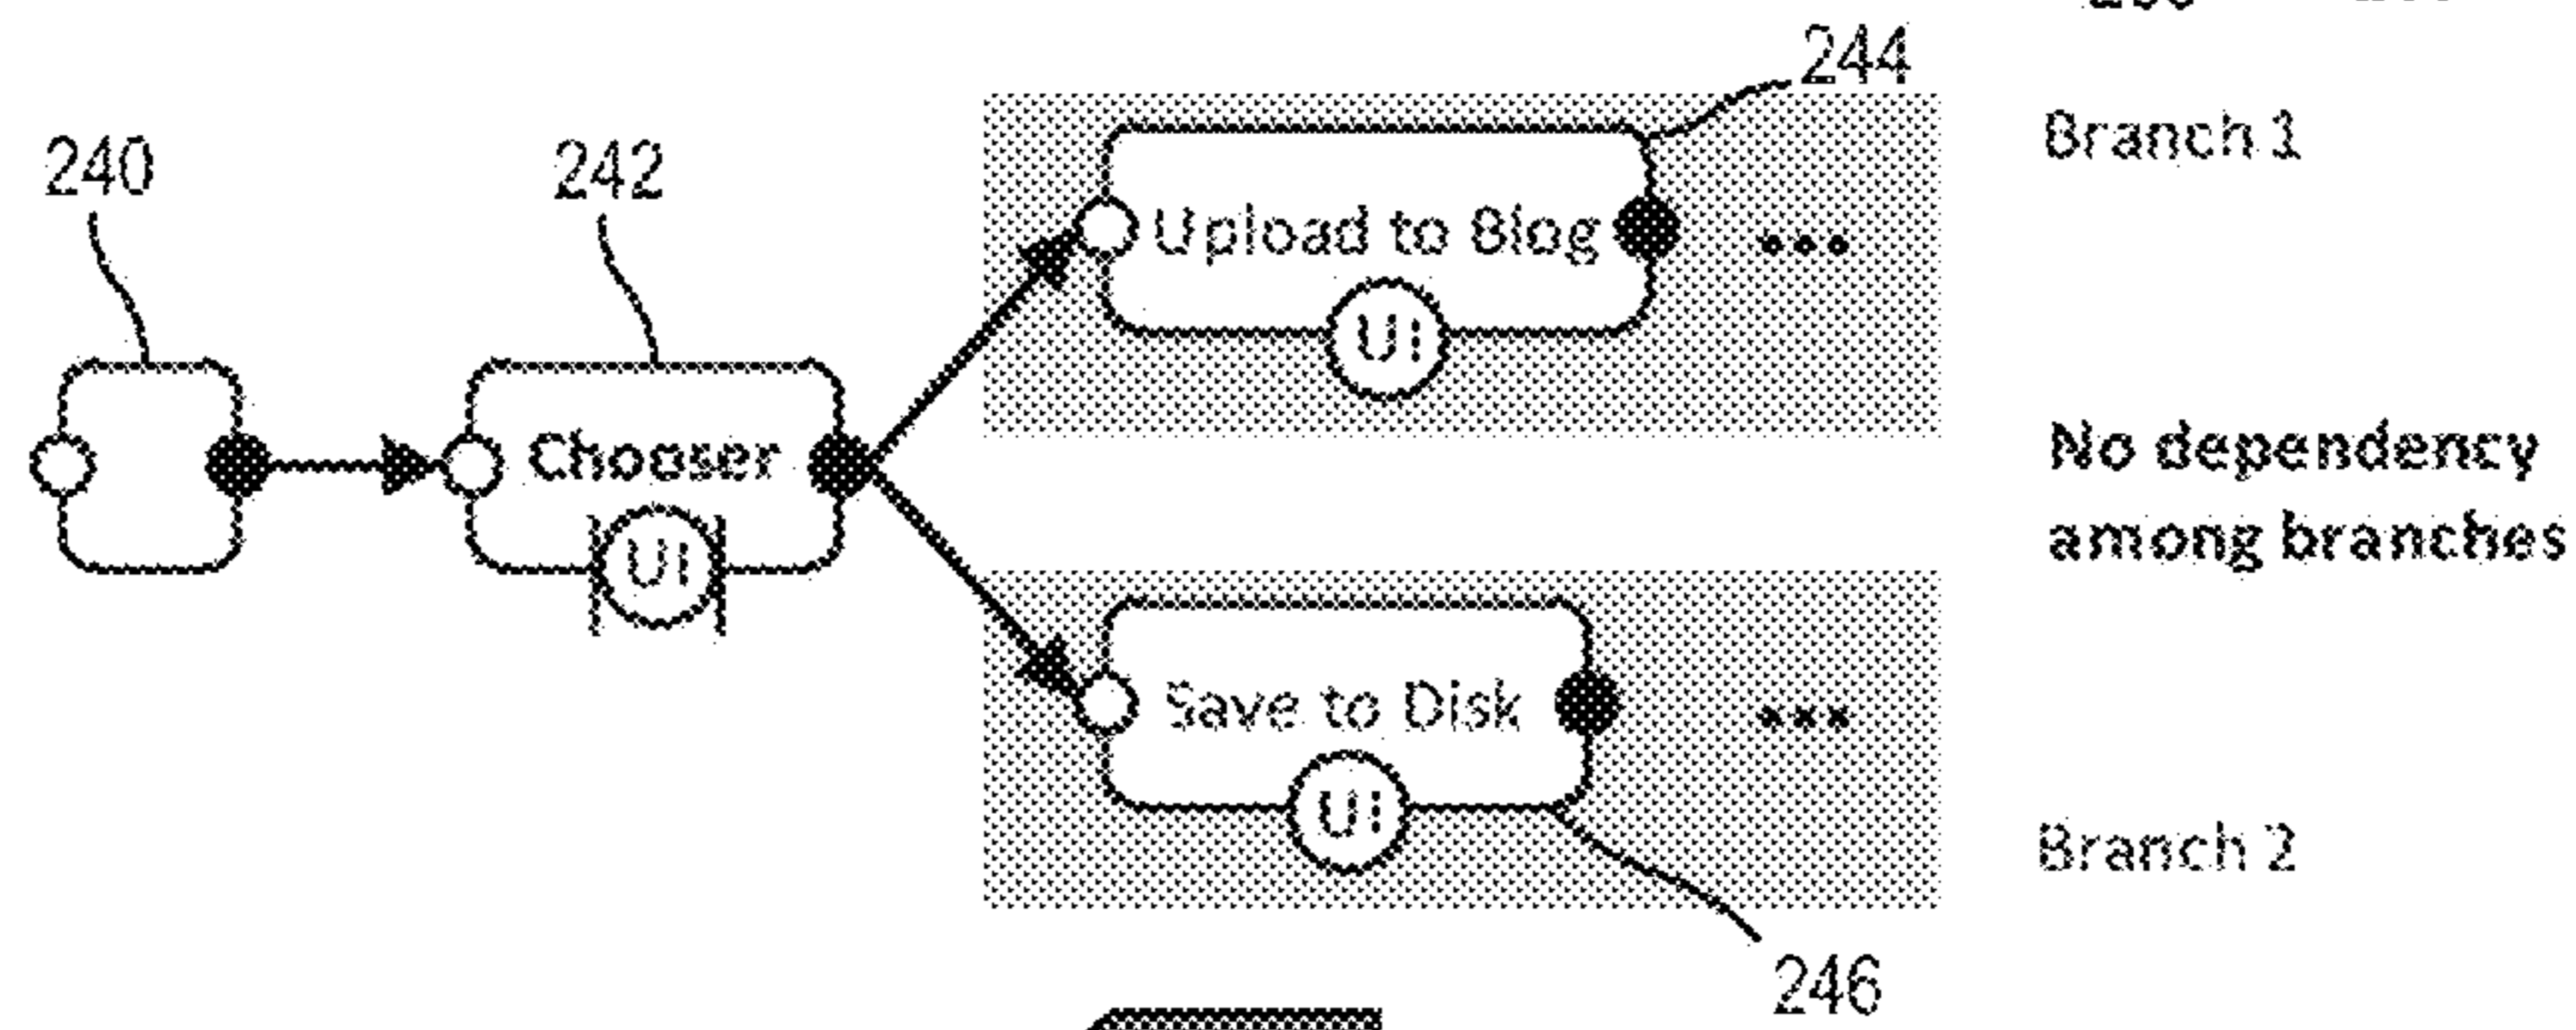 244
Branch 1
240
242
Upload to Blog
...
UI
No dependency
among branches
Chooser
UI
Save to Disk
...
UI
Branch 2
246